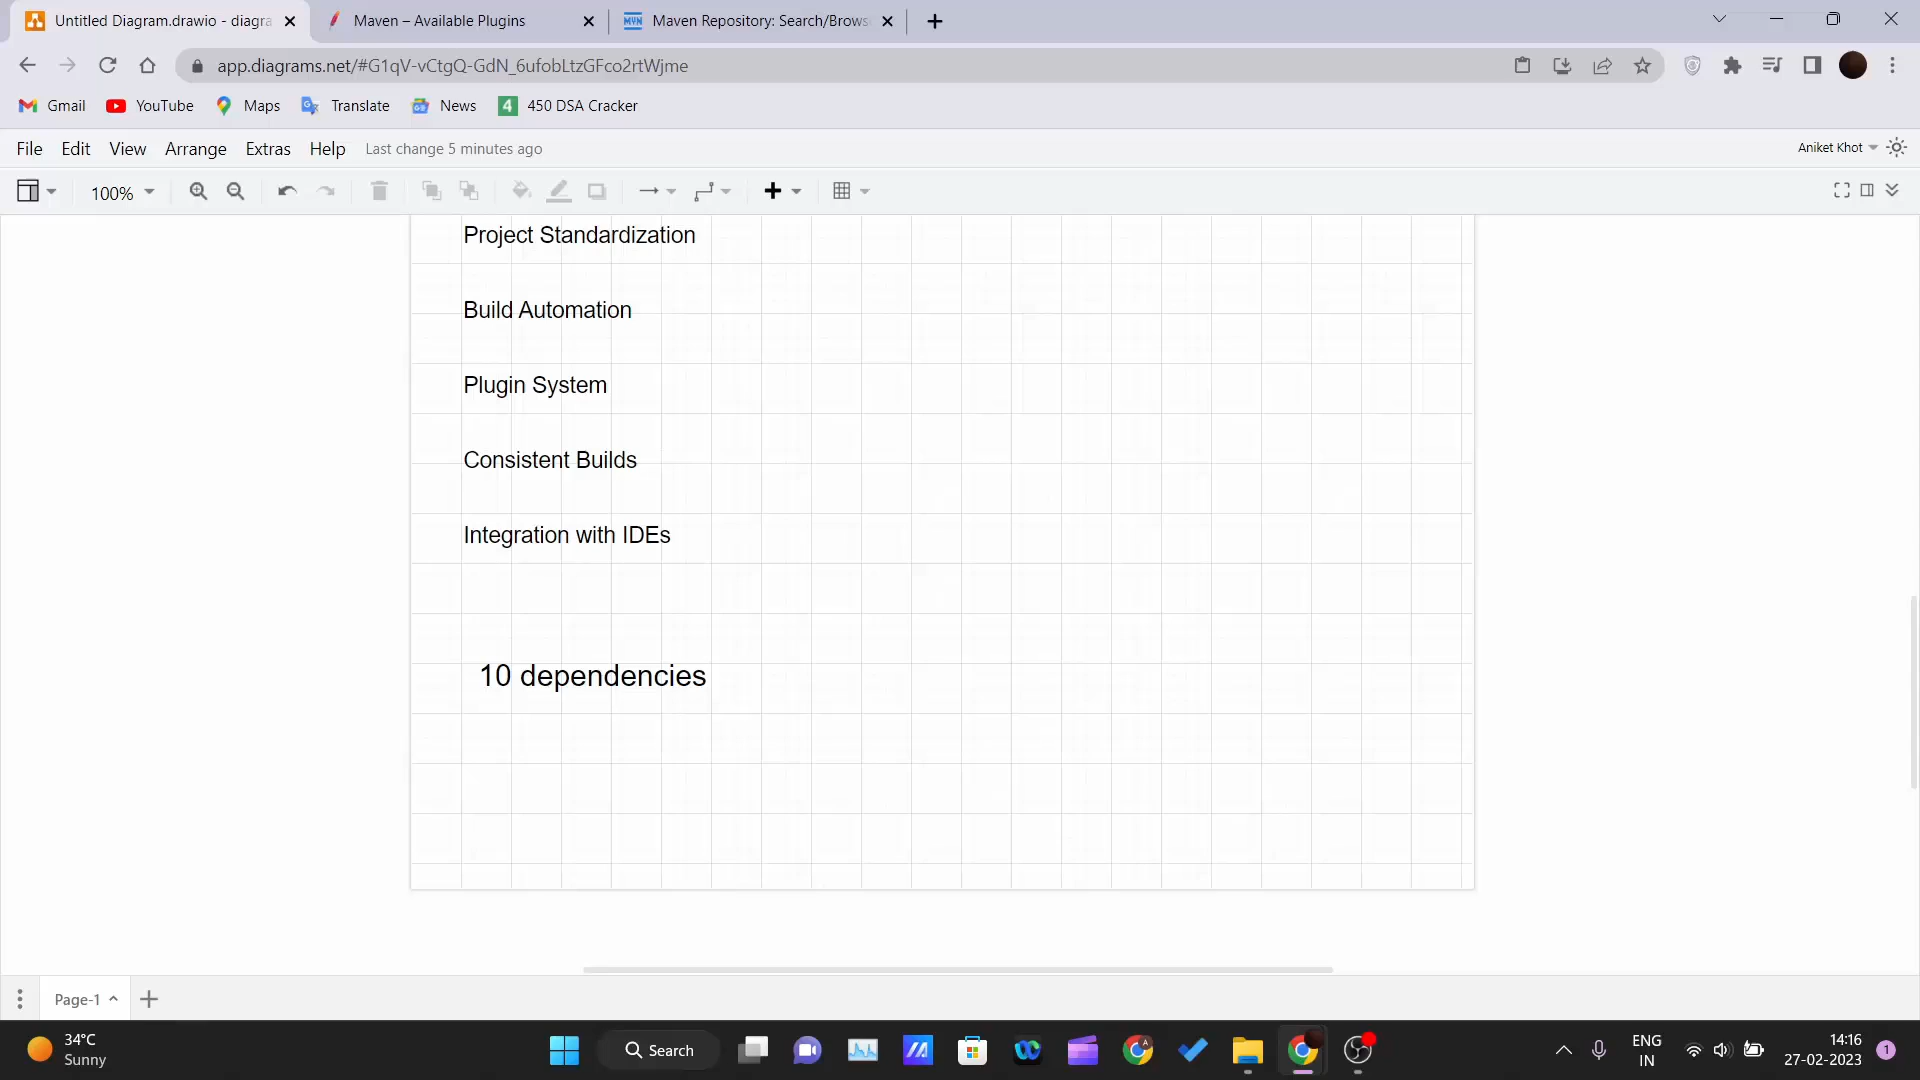 Untitled Diagram.drawio - diagra
Maven – Available Plugins
MVN
Maven Repository: Search/Brows
app.diagrams.net/#G1qV-vCtgQ-GdN_6ufobLtzGFco2rtWjme
Gmail
YouTube
Maps
Translate
News
4
450 DSA Cracker
File
Edit
View
Arrange
Extras
Help
Last change 5 minutes ago
Aniket Khot
100%
Project Standardization
Build Automation
Plugin System
Consistent Builds
Integration with IDEs
10 dependencies
Page-1
34°C
Sunny
Search
A
ENG
IN
14:16
27-02-2023
1